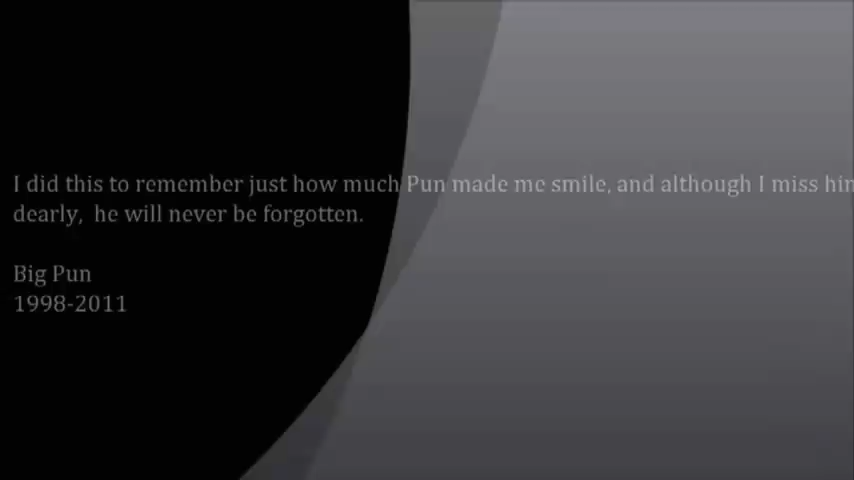 I did this to remember just how much Pun made me smile, and although I miss him
dearly,  he will never be forgotten.
Big Pun
1998-2011